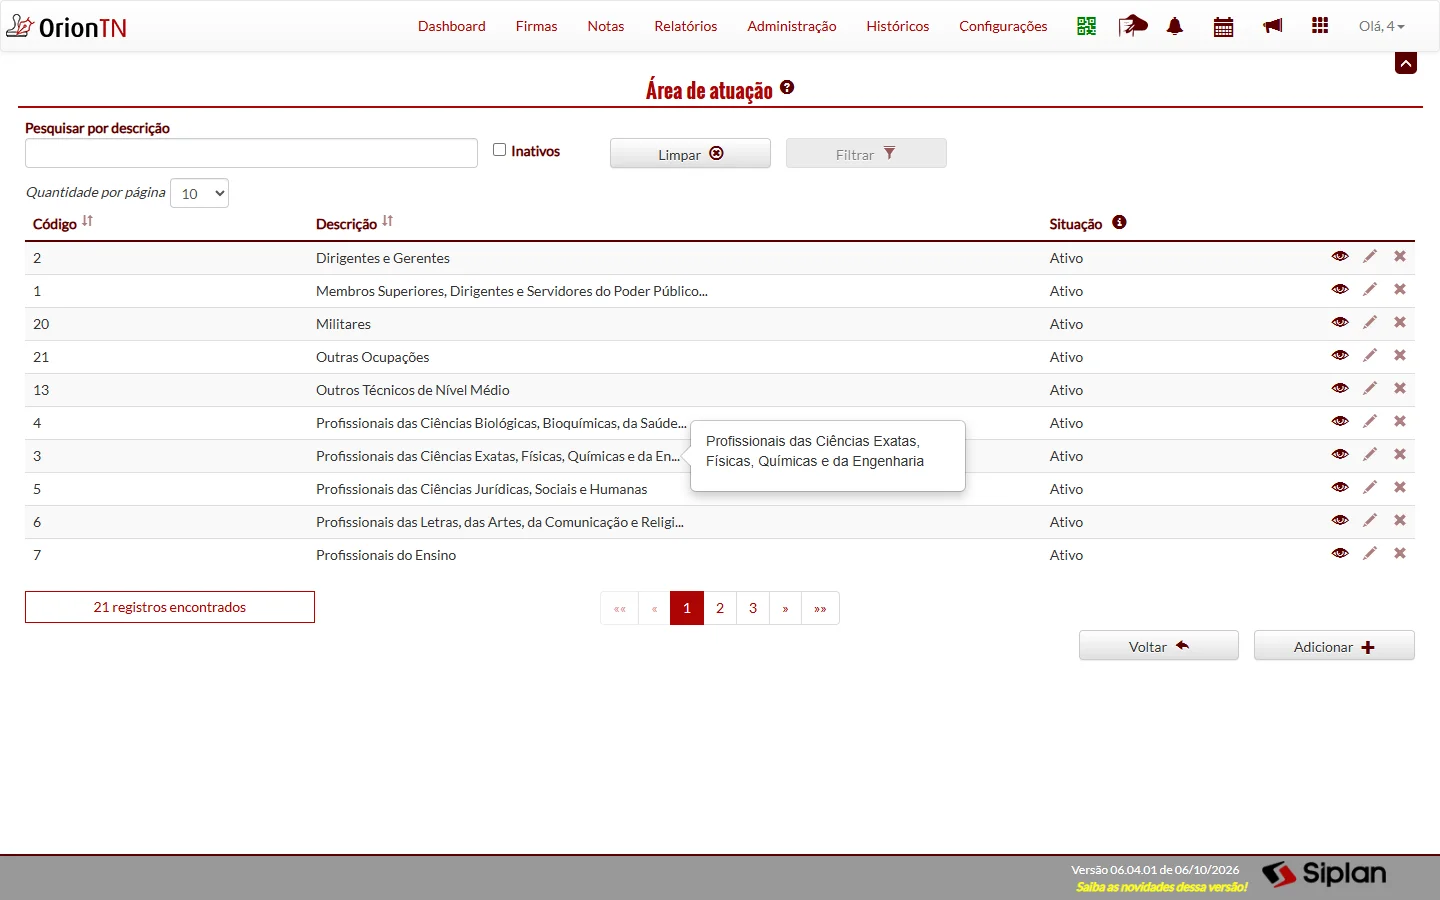 OrionTN
Dashboard Firmas Notas Relatórios Administração Históricos Configurações Olá, 4
Área de atuação
Pesquisar por descrição
Inativos
Limpar
Filtrar
Quantidade por página 10
Código Descrição Situação
2 Dirigentes e Gerentes Ativo
1 Membros Superiores, Dirigentes e Servidores do Poder Público... Ativo
20 Militares Ativo
21 Outras Ocupações Ativo
13 Outros Técnicos de Nível Médio Ativo
4 Profissionais das Ciências Biológicas, Bioquímicas, da Saúde... Ativo
3 Profissionais das Ciências Exatas, Físicas, Químicas e da En... Ativo
Profissionais das Ciências Exatas,
Físicas, Químicas e da Engenharia
5 Profissionais das Ciências Jurídicas, Sociais e Humanas Ativo
6 Profissionais das Letras, das Artes, da Comunicação e Religi... Ativo
7 Profissionais do Ensino Ativo
21 registros encontrados
«« « 1 2 3 » »»
Voltar
Adicionar
Versão 06.04.01 de 06/10/2026
Saiba as novidades dessa versão!
Siplan